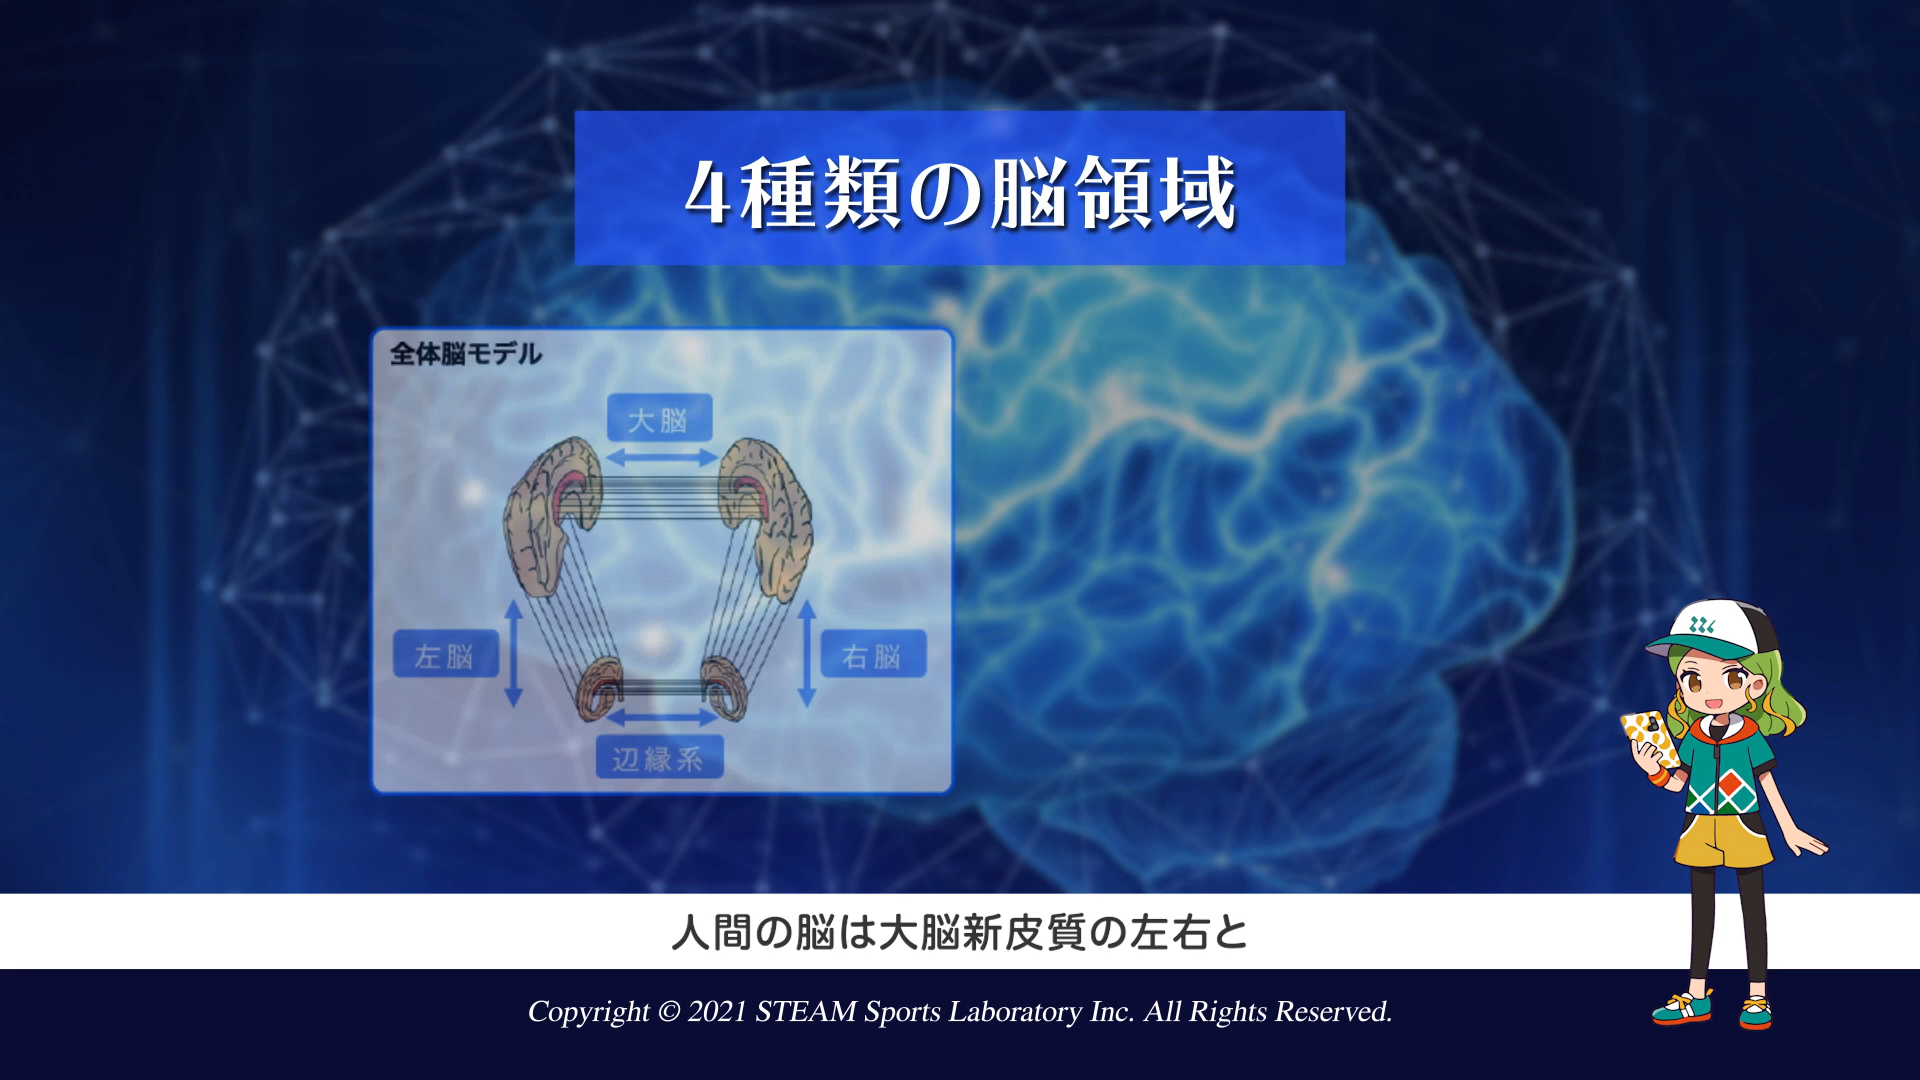 4種類の脳領域
全体脳モデル
大脳
左脳
右脳
辺縁系
人間の脳は大脳新皮質の左右と
Copyright © 2021 STEAM Sports Laboratory Inc. All Rights Reserved.